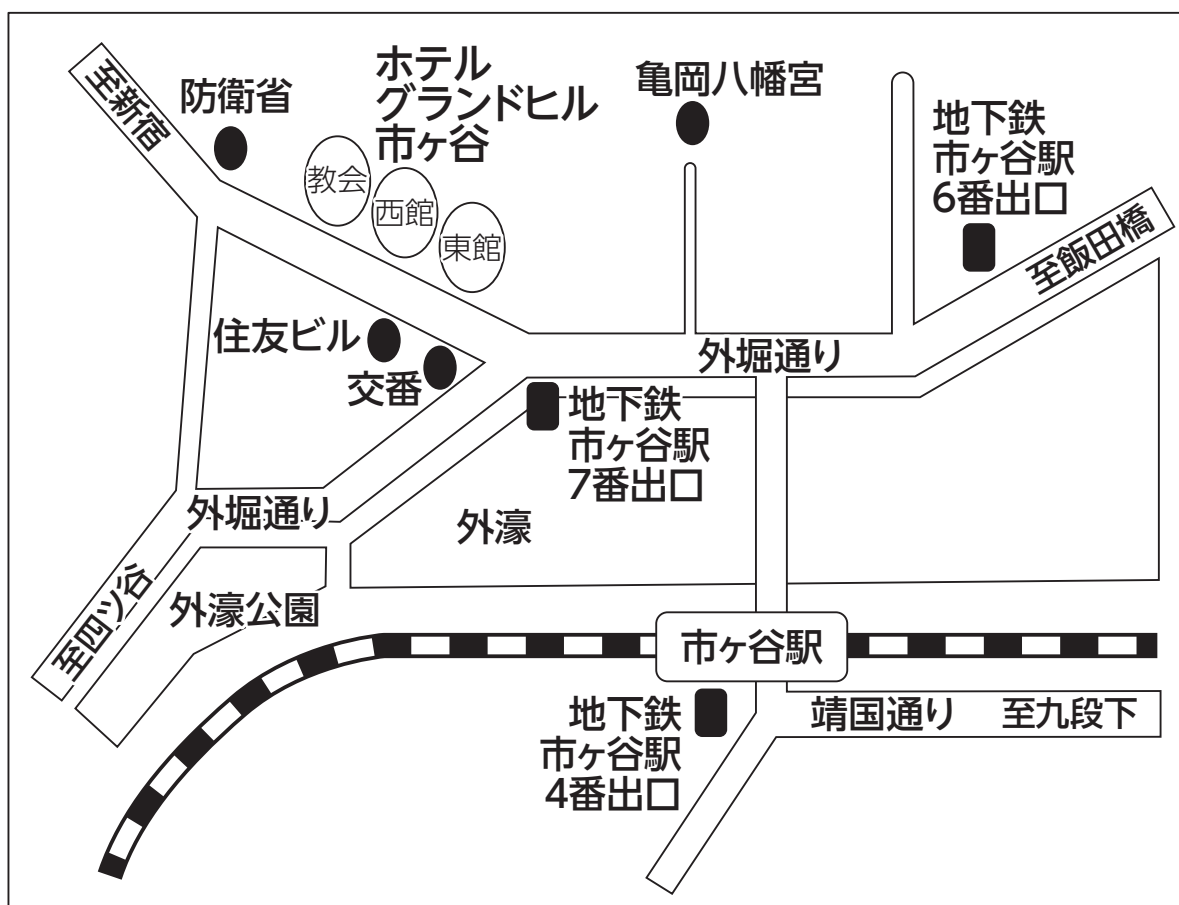 至新宿
防衛省
ホテル
グランドヒル
市ヶ谷
亀岡八幡宮
地下鉄
市ヶ谷駅
6番出口
教会
西館
東館
至飯田橋
住友ビル
交番
外堀通り
地下鉄
市ヶ谷駅
7番出口
外堀通り
外濠
至四ツ谷
外濠公園
市ヶ谷駅
地下鉄
市ヶ谷駅
4番出口
靖国通り
至九段下